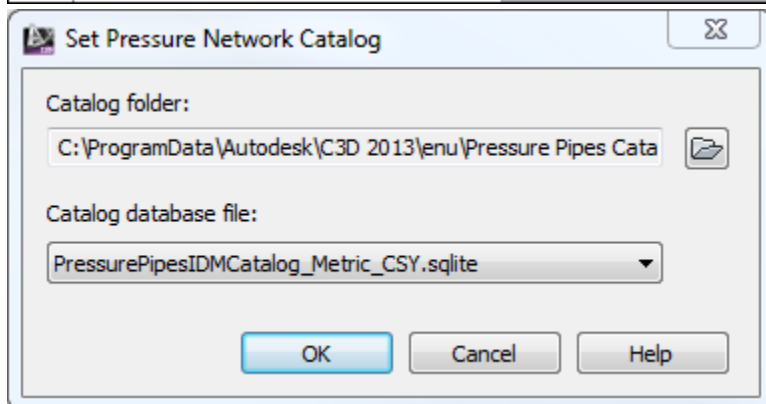 Set Pressure Network Catalog
Catalog folder:
C:\ProgramData\Autodesk\C3D 2013\enu\Pressure Pipes Cata
Catalog database file:
PressurePipesIDMCatalog_Metric_CSY.sqlite
OK Cancel Help